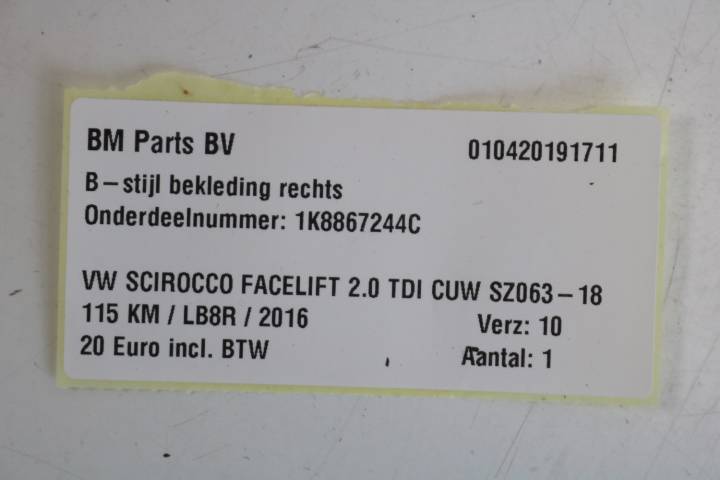 BM Parts BV 010420191711
B-stijl bekleding rechts
Onderdeelnummer: 1K8867244C
VW SCIROCCO FACELIFT 2.0 TDI CUW SZ063-18
115 KM / LB8R / 2016 Verz: 10
20 Euro incl. BTW Aantal: 1